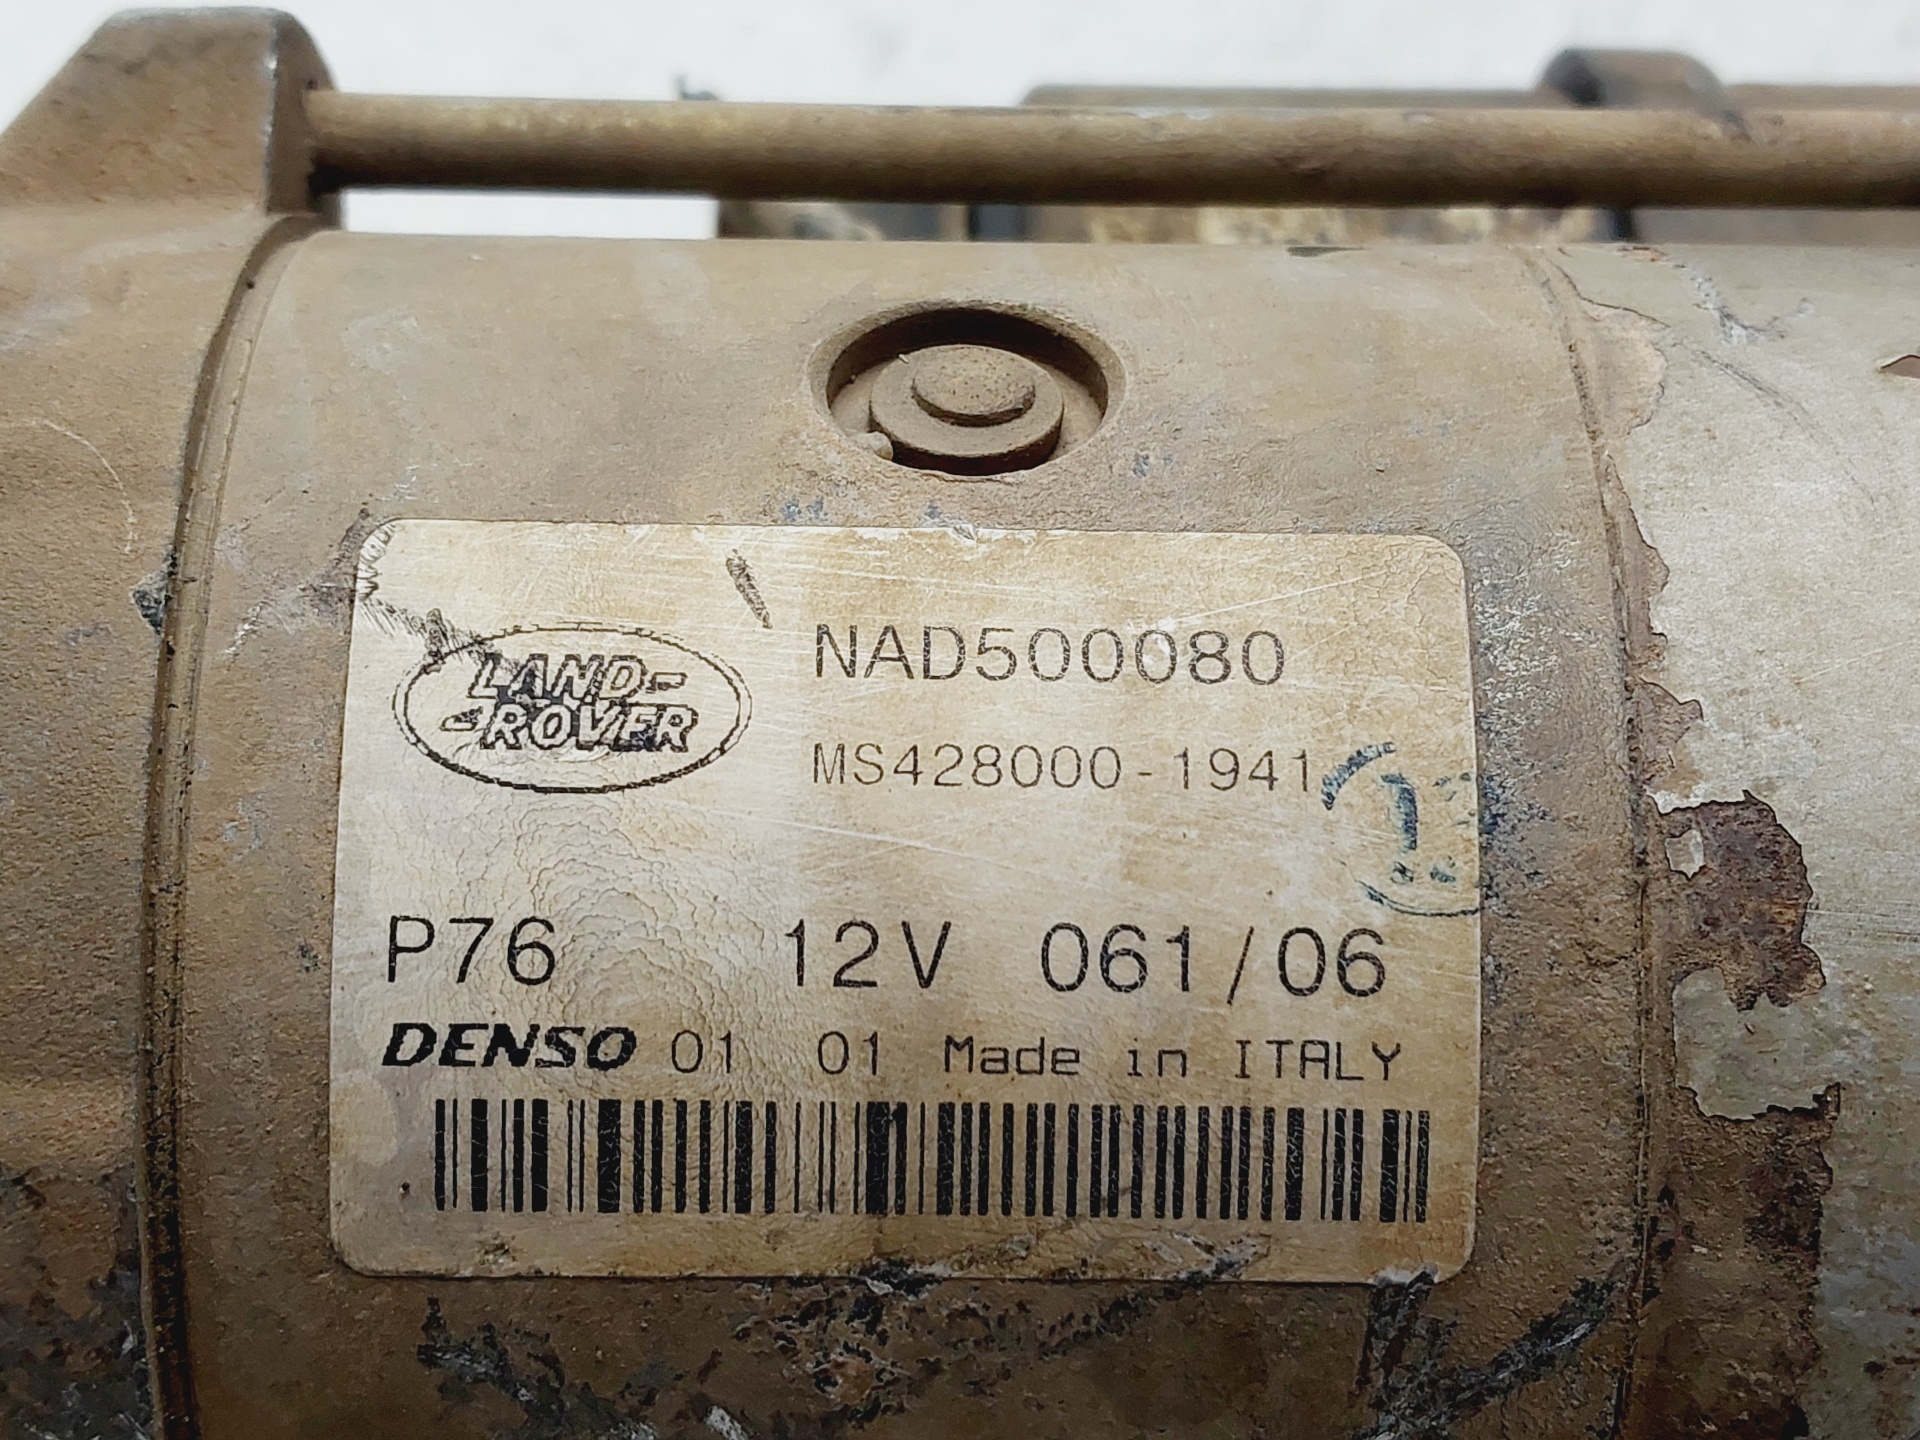 LAND-
-ROVER
NAD500080
MS428000-1941
P76 12V 061/06
DENSO 01 01 Made in ITALY